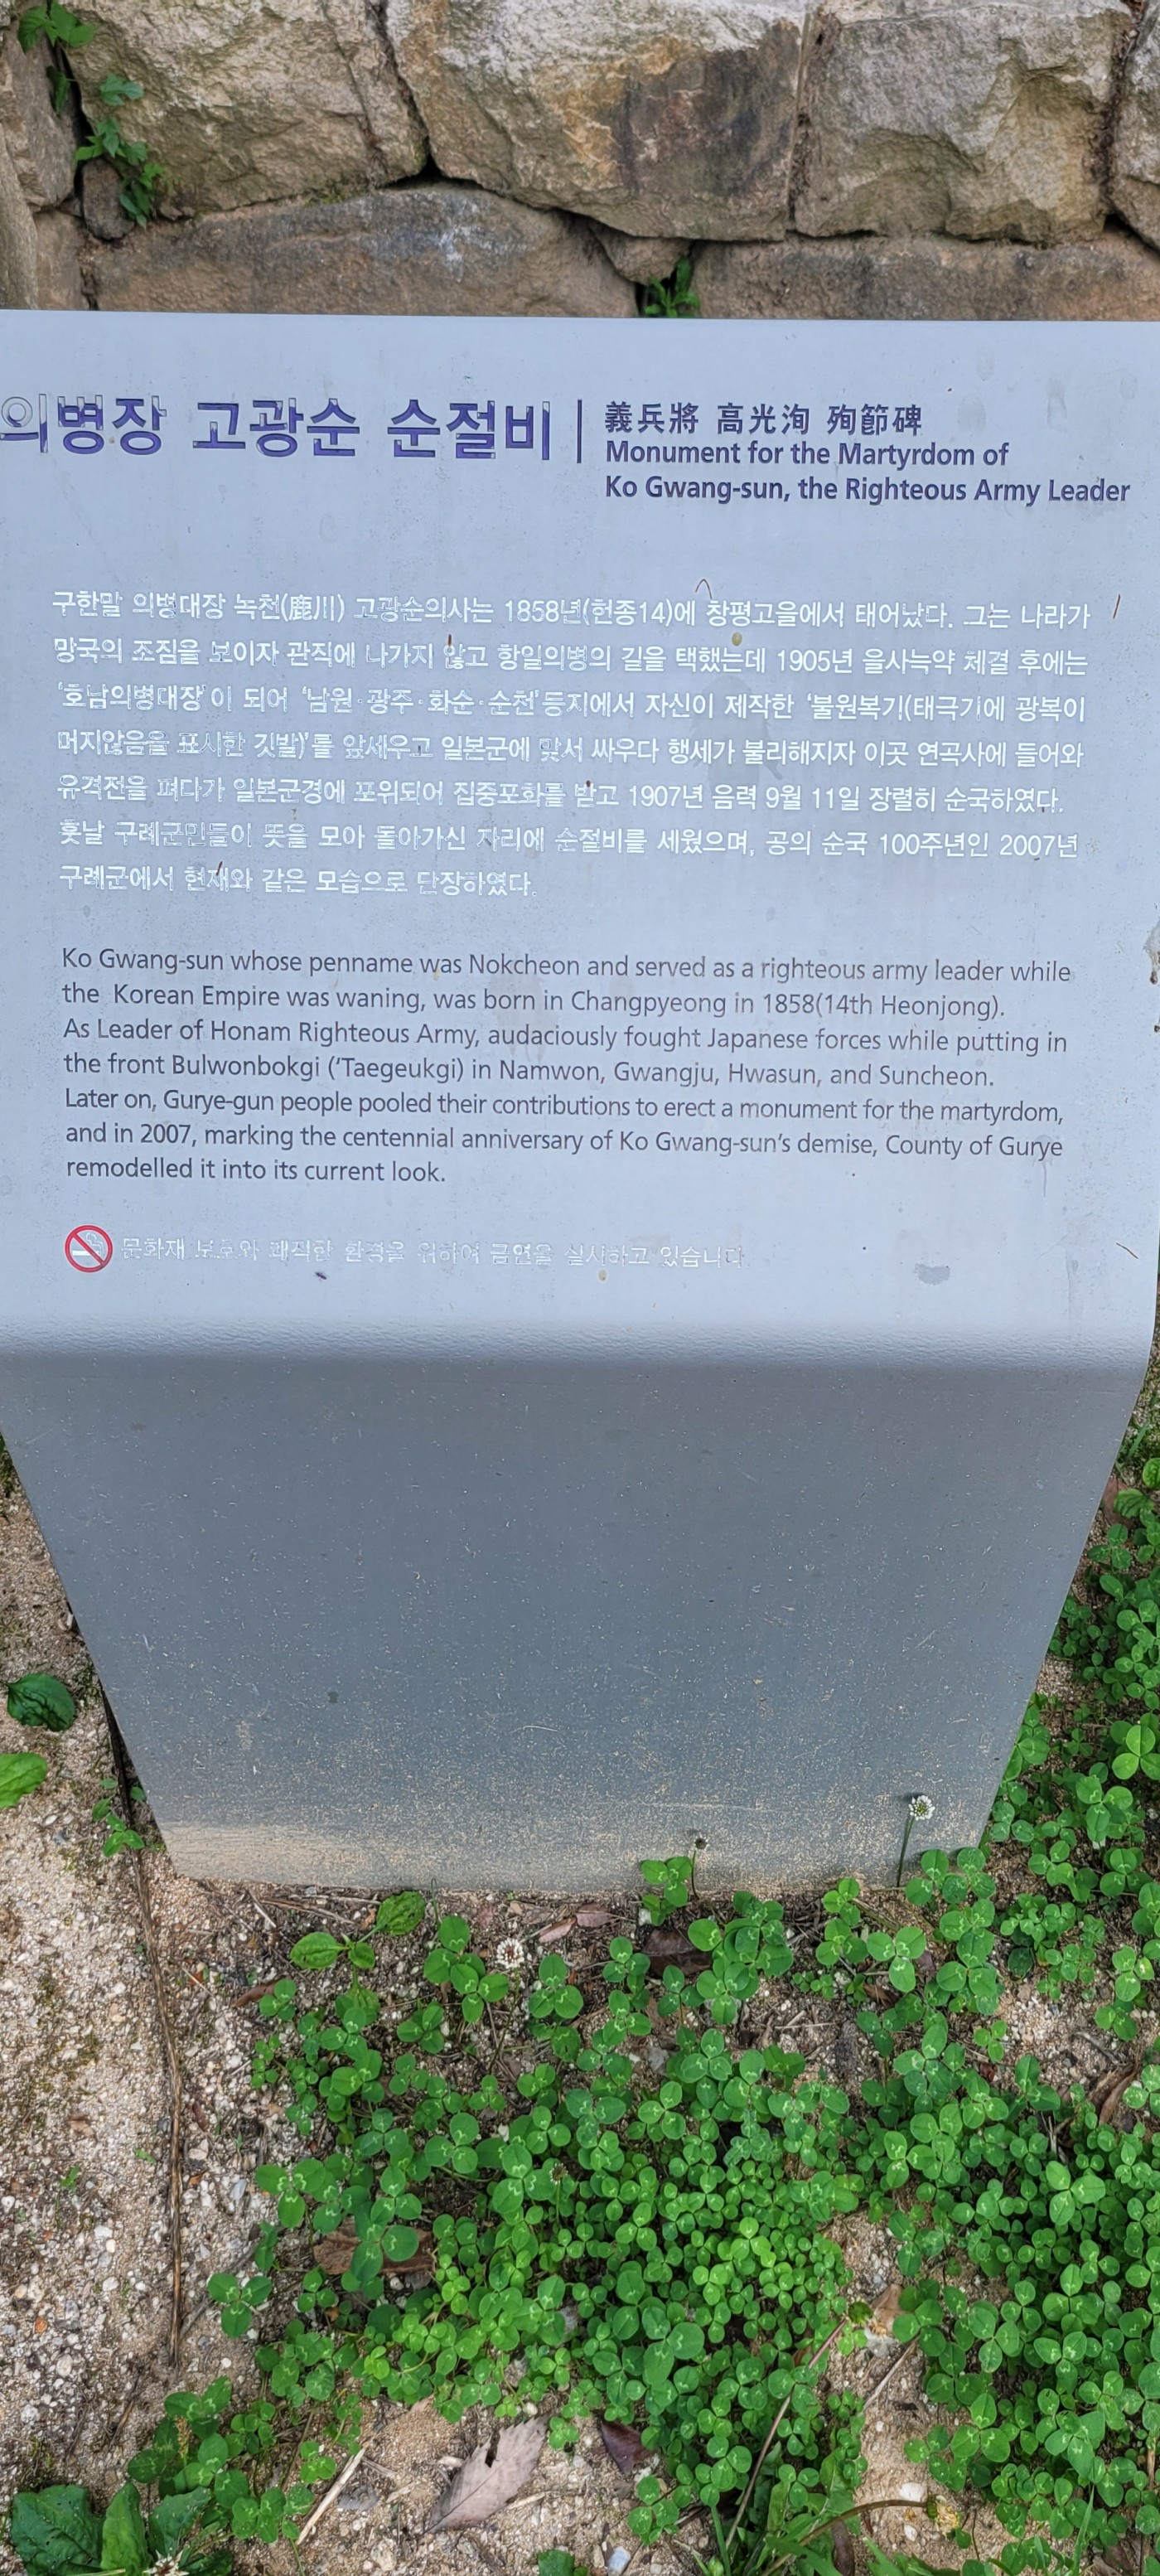 의병장 고광순 순절비
義兵將 高光洵 殉節碑
Monument for the Martyrdom of
Ko Gwang-sun, the Righteous Army Leader
구한말 의병대장 녹천(鹿川) 고광순의사는 1858년(헌종14)에 창평고을에서 태어났다. 그는 나라가
망국의 조짐을 보이자 관직에 나가지 않고 항일의병의 길을 택했는데 1905년 을사늑약 체결 후에는
'호남의병대장'이 되어 '남원·광주·화순·순천'등지에서 자신이 제작한 '불원복기(태극기에 광복이
머지않음을 표시한 깃발)'를 앞세우고 일본군에 맞서 싸우다 행세가 불리해지자 이곳 연곡사에 들어와
유격전을 펴다가 일본군경에 포위되어 집중포화를 받고 1907년 음력 9월 11일 장렬히 순국하였다.
훗날 구례군민들이 뜻을 모아 돌아가신 자리에 순절비를 세웠으며, 공의 순국 100주년인 2007년
구례군에서 현재와 같은 모습으로 단장하였다.
Ko Gwang-sun whose penname was Nokcheon and served as a righteous army leader while
the Korean Empire was waning, was born in Changpyeong in 1858(14th Heonjong).
As Leader of Honam Righteous Army, audaciously fought Japanese forces while putting in
the front Bulwonbokgi ('Taegeukgi) in Namwon, Gwangju, Hwasun, and Suncheon.
Later on, Gurye-gun people pooled their contributions to erect a monument for the martyrdom,
and in 2007, marking the centennial anniversary of Ko Gwang-sun's demise, County of Gurye
remodelled it into its current look.
문화재 보호와 쾌적한 환경을 위하여 금연을 실시하고 있습니다